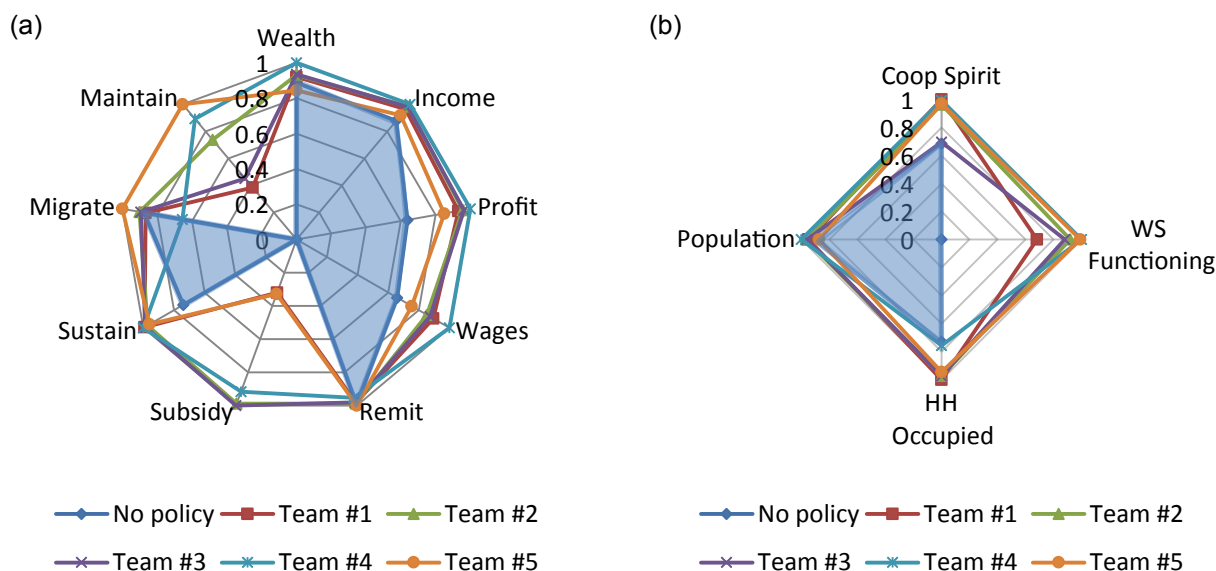 (a)
Wealth
1
0.8
0.6
0.4
0.2
0
Income
Profit
Wages
Remit
Subsidy
Sustain
Migrate
Maintain
No policy
Team #1
Team #2
Team #3
Team #4
Team #5
(b)
Coop Spirit
1
0.8
0.6
0.4
0.2
0
WS
Functioning
HH
Occupied
Population
No policy
Team #1
Team #2
Team #3
Team #4
Team #5